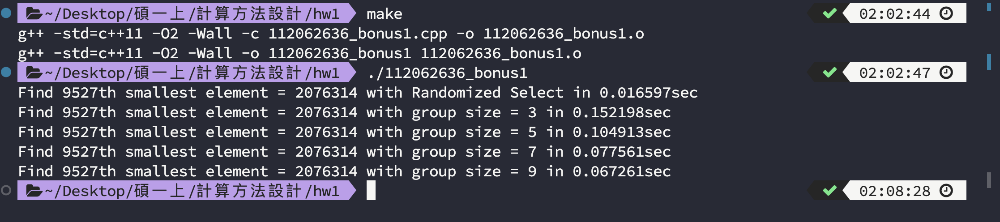 ~/Desktop/碩一上/計算方法設計/hw1 make 02:02:44
g++ -std=c++11 -O2 -Wall -c 112062636_bonus1.cpp -o 112062636_bonus1.o
g++ -std=c++11 -O2 -Wall -o 112062636_bonus1 112062636_bonus1.o
~/Desktop/碩一上/計算方法設計/hw1 ./112062636_bonus1 02:02:47
Find 9527th smallest element = 2076314 with Randomized Select in 0.016597sec
Find 9527th smallest element = 2076314 with group size = 3 in 0.152198sec
Find 9527th smallest element = 2076314 with group size = 5 in 0.104913sec
Find 9527th smallest element = 2076314 with group size = 7 in 0.077561sec
Find 9527th smallest element = 2076314 with group size = 9 in 0.067261sec
~/Desktop/碩一上/計算方法設計/hw1 02:08:28